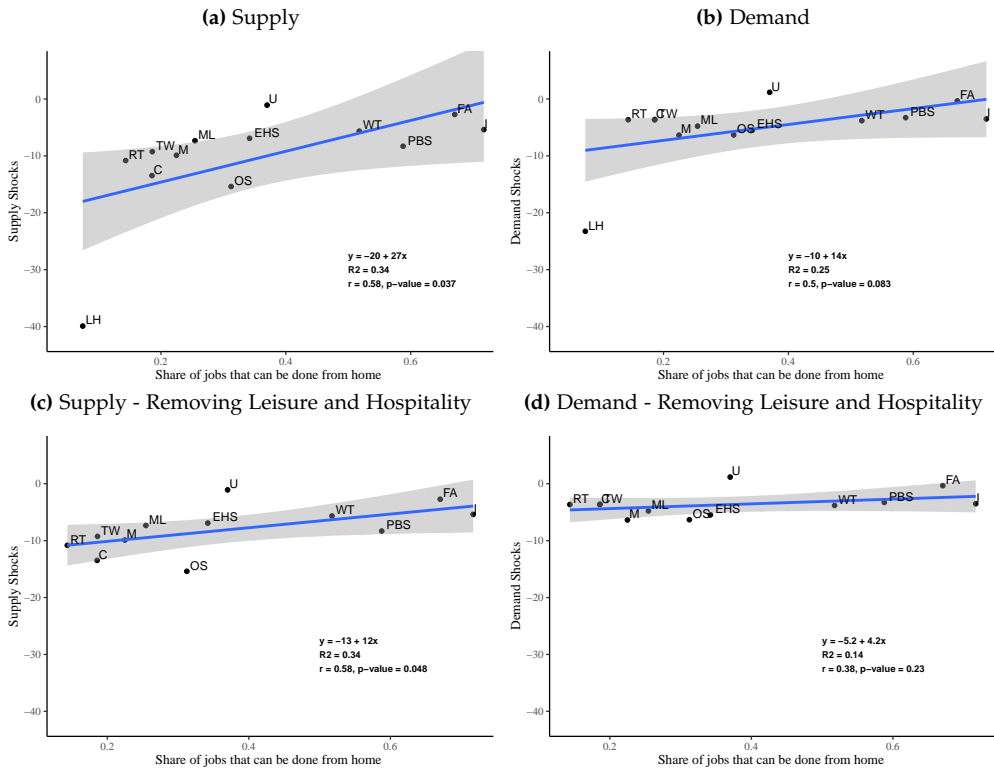 (a) Supply
(b) Demand
0
−10
−20
−30
−40
Supply Shocks
U
FA
I
WT
PBS
EHS
ML
TW
M
RT
C
OS
LH
y = −20 + 27x
R2 = 0.34
r = 0.58, p−value = 0.037
0.2
0.4
0.6
Share of jobs that can be done from home
0
−10
−20
−30
−40
Demand Shocks
U
FA
I
PBS
WT
RT
C
TW
ML
M
OS
EHS
LH
y = −10 + 14x
R2 = 0.25
r = 0.5, p−value = 0.083
0.2
0.4
0.6
Share of jobs that can be done from home
(c) Supply - Removing Leisure and Hospitality
(d) Demand - Removing Leisure and Hospitality
0
−10
−20
−30
−40
Supply Shocks
U
FA
I
WT
PBS
EHS
ML
TW
M
RT
C
OS
y = −13 + 12x
R2 = 0.34
r = 0.58, p−value = 0.048
0.2
0.4
0.6
Share of jobs that can be done from home
0
−10
−20
−30
−40
Demand Shocks
U
FA
I
PBS
WT
RT
C
TW
ML
M
OS
EHS
y = −5.2 + 4.2x
R2 = 0.14
r = 0.38, p−value = 0.23
0.2
0.4
0.6
Share of jobs that can be done from home